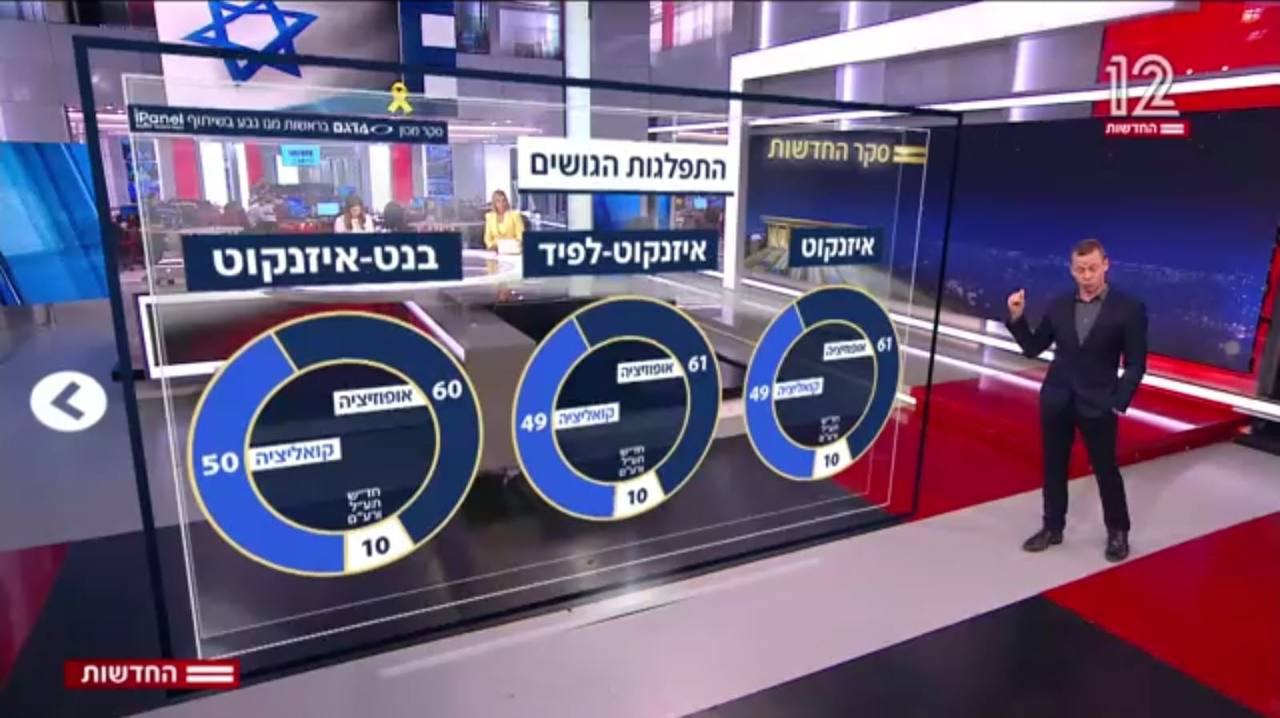 12
החדשות
iPanel
סקר מכון מדגם בראשות מנו גבע בשיתוף
סקר החדשות
התפלגות הגושים
איזנקוט
אופוזיציה
61
קואליציה
49
חד״ש
תע״ל
ורע״ם
10
איזנקוט-לפיד
אופוזיציה
61
קואליציה
49
חד״ש
תע״ל
ורע״ם
10
בנט-איזנקוט
אופוזיציה
60
קואליציה
50
חד״ש
תע״ל
ורע״ם
10
החדשות